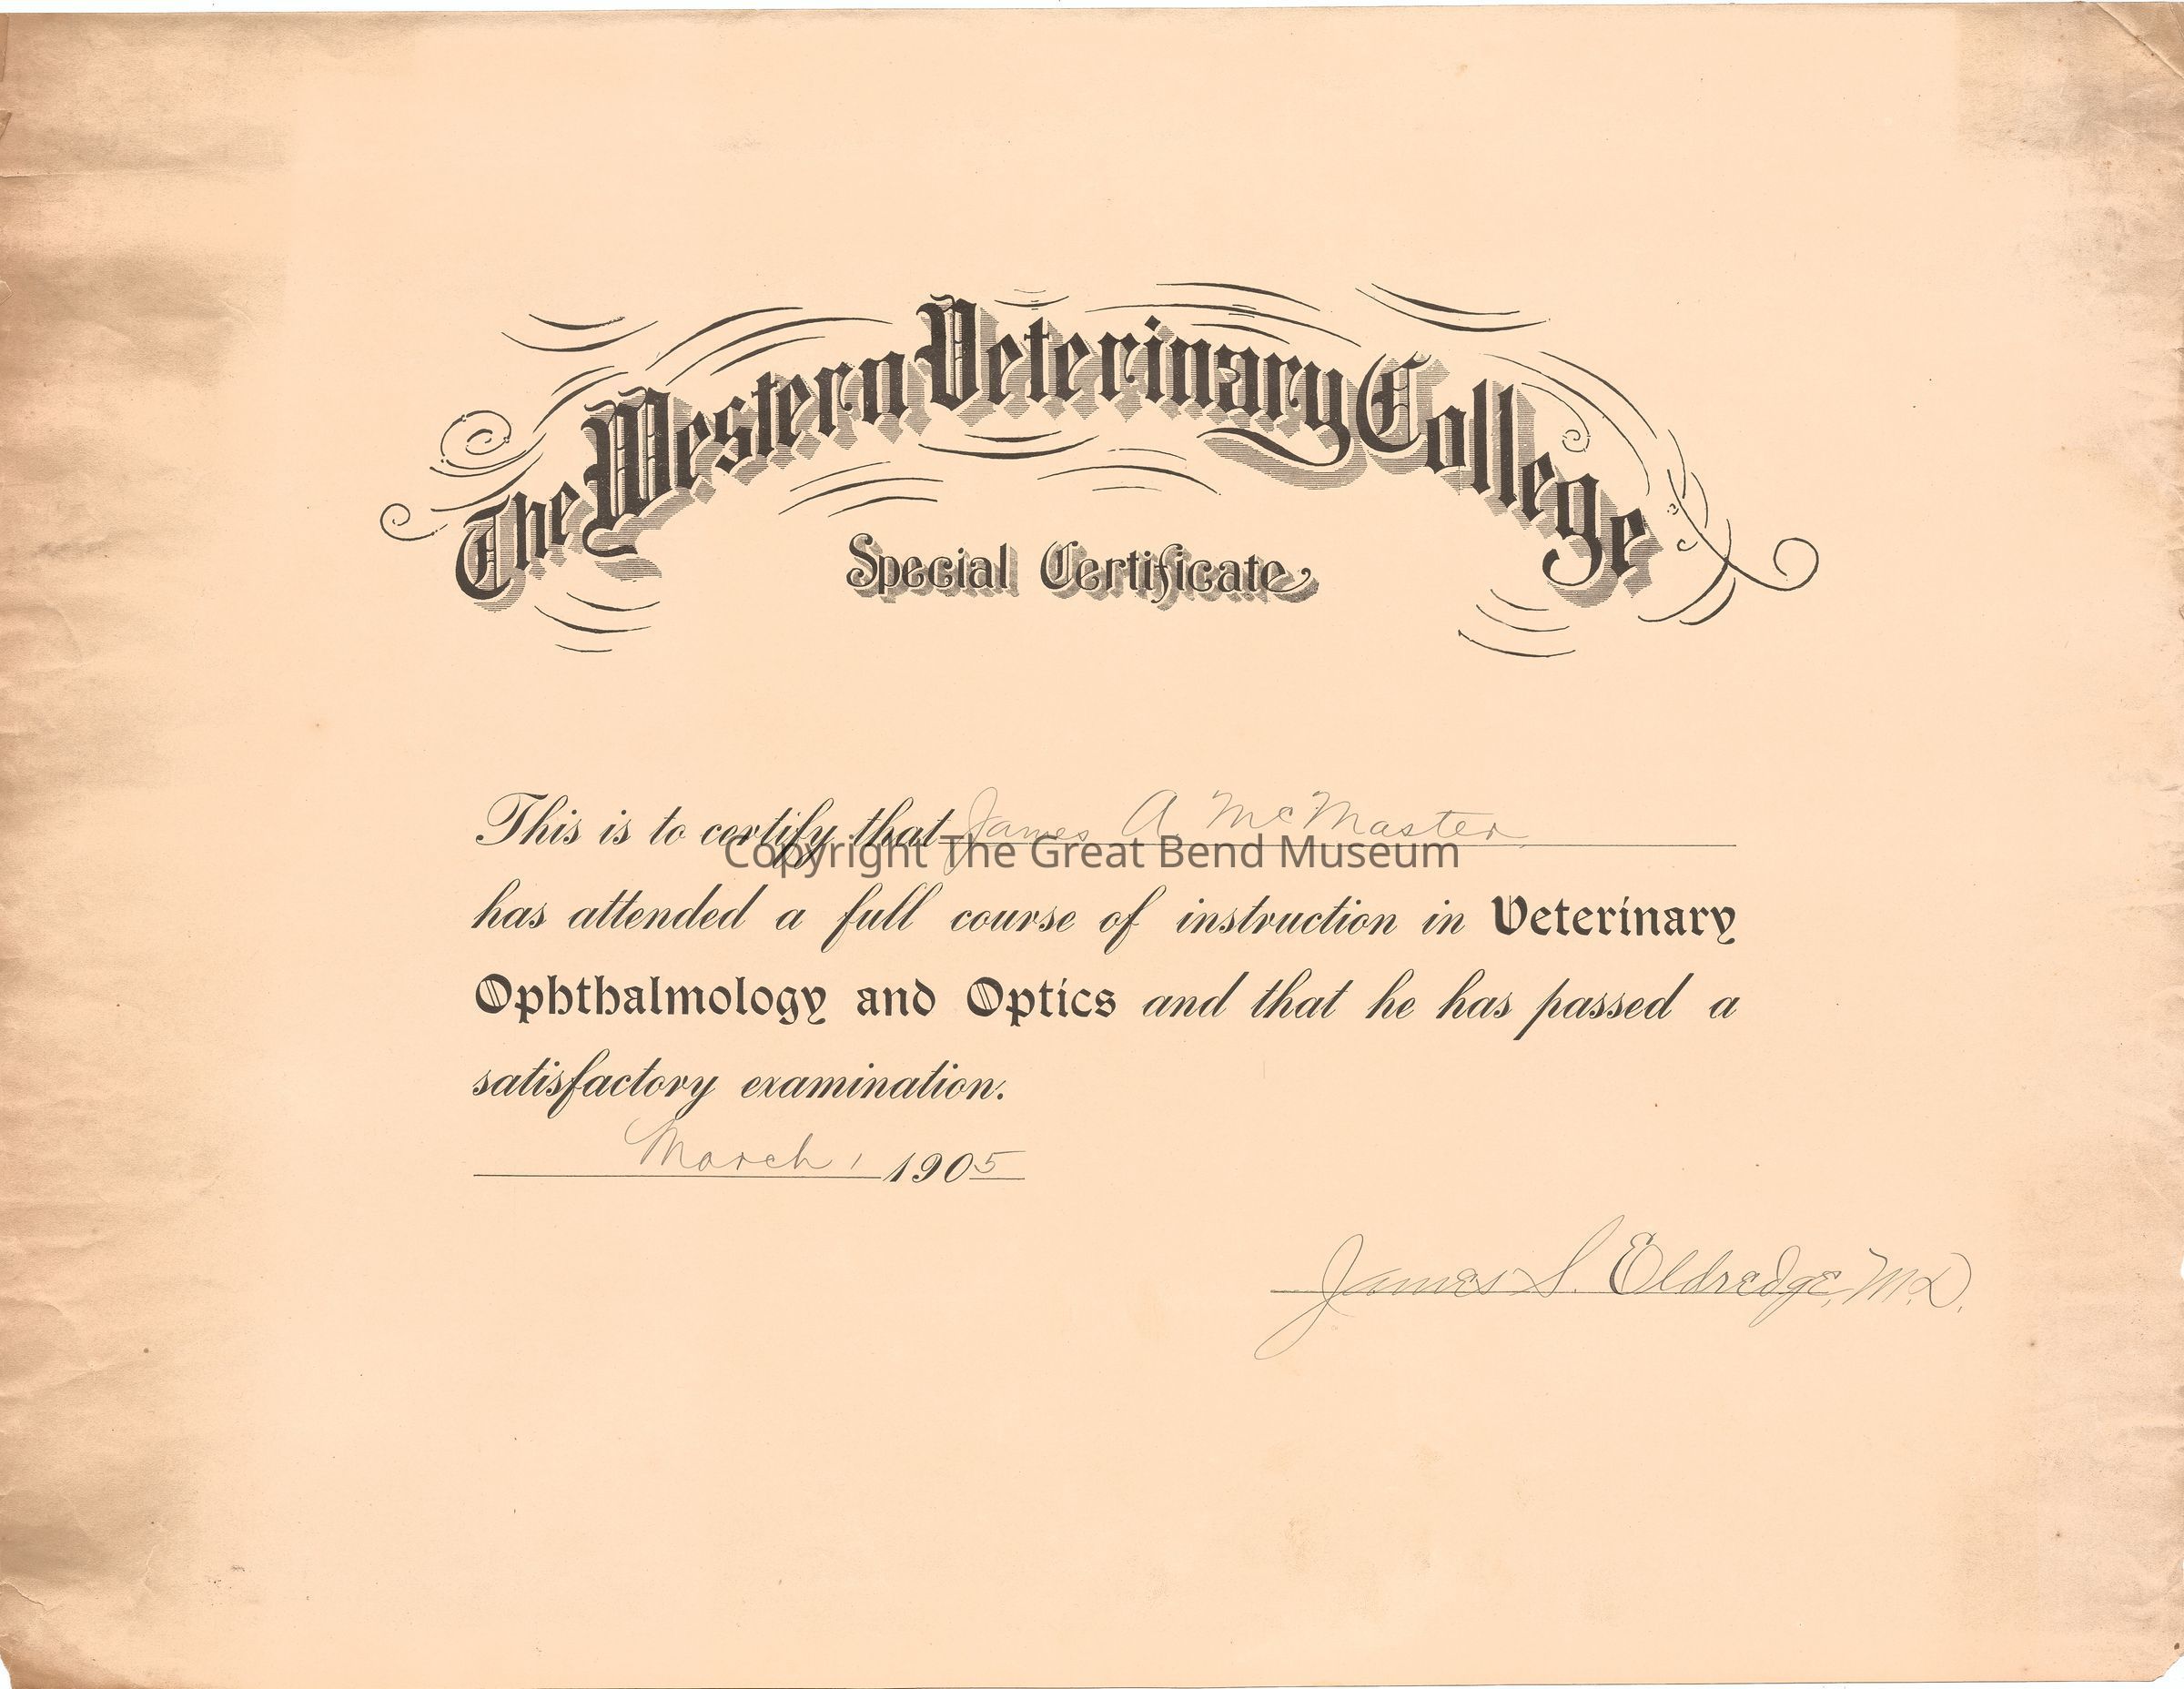 The Western Veterinary College
Special Certificate
This is to certify that James A. McMaster
Copyright The Great Bend Museum
has attended a full course of instruction in Veterinary
Ophthalmology and Optics and that he has passed a
satisfactory examination.
March 1 1905
James S. Eldredge, M.D.